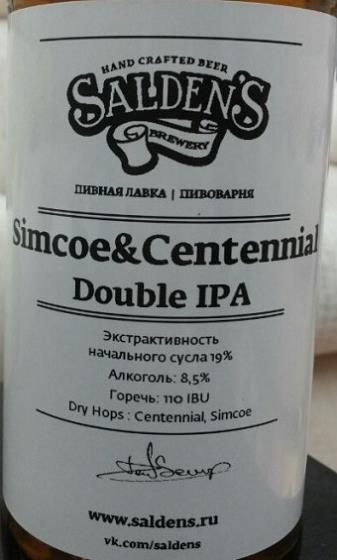 HAND CRAFTED BEER
SALDEN'S
BREWERY
ПИВНАЯ ЛАВКА | ПИВОВАРНЯ
Simcoe&Centennial
Double IPA
Экстрактивность
начального сусла 19%
Алкоголь: 8,5%
Горечь: 110 IBU
Dry Hops : Centennial, Simcoe
www.saldens.ru
vk.com/saldens